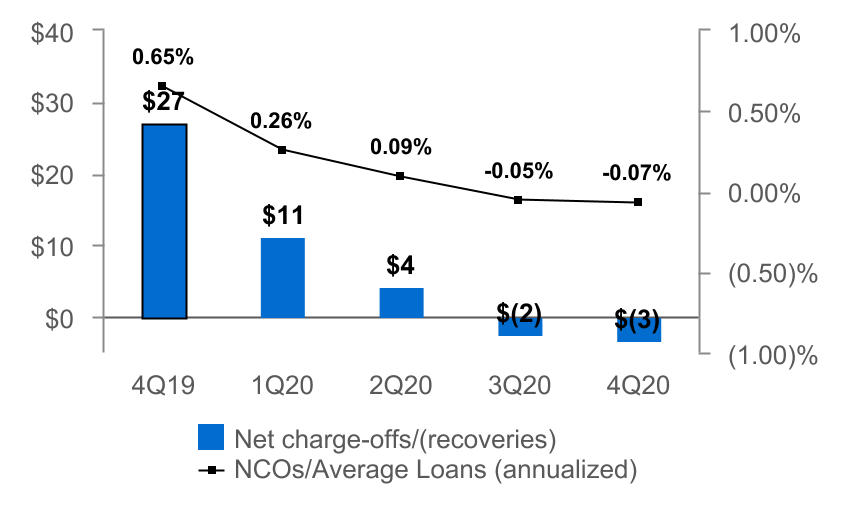 $40 1.00%
0.65%
$30 $27 0.50%
0.26%
0.09%
$20 -0.05% -0.07% 0.00%
$11
$10 $4 (0.50)%
$0 $(2) $(3)
(1.00)%
4Q19 1Q20 2Q20 3Q20 4Q20
Net charge-offs/(recoveries)
NCOs/Average Loans (annualized)